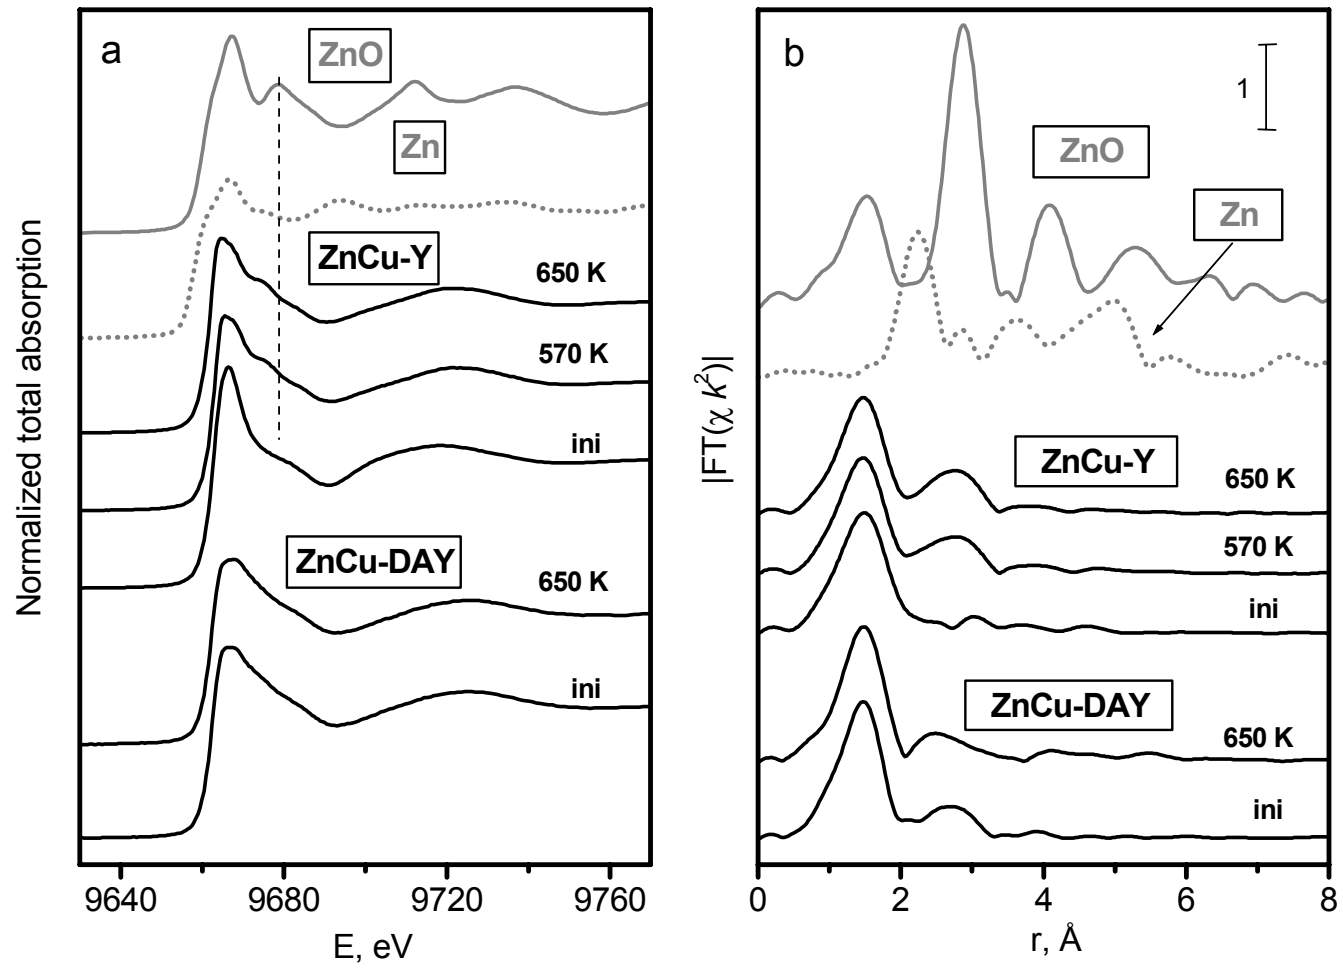 a
ZnO
Zn
ZnCu-Y
650 K
570 K
ini
ZnCu-DAY
650 K
ini
9640
9680
9720
9760
E, eV
Normalized total absorption
b
1
ZnO
Zn
ZnCu-Y
650 K
570 K
ini
ZnCu-DAY
650 K
ini
0
2
4
6
8
r, Å
|FT(χ k²)|